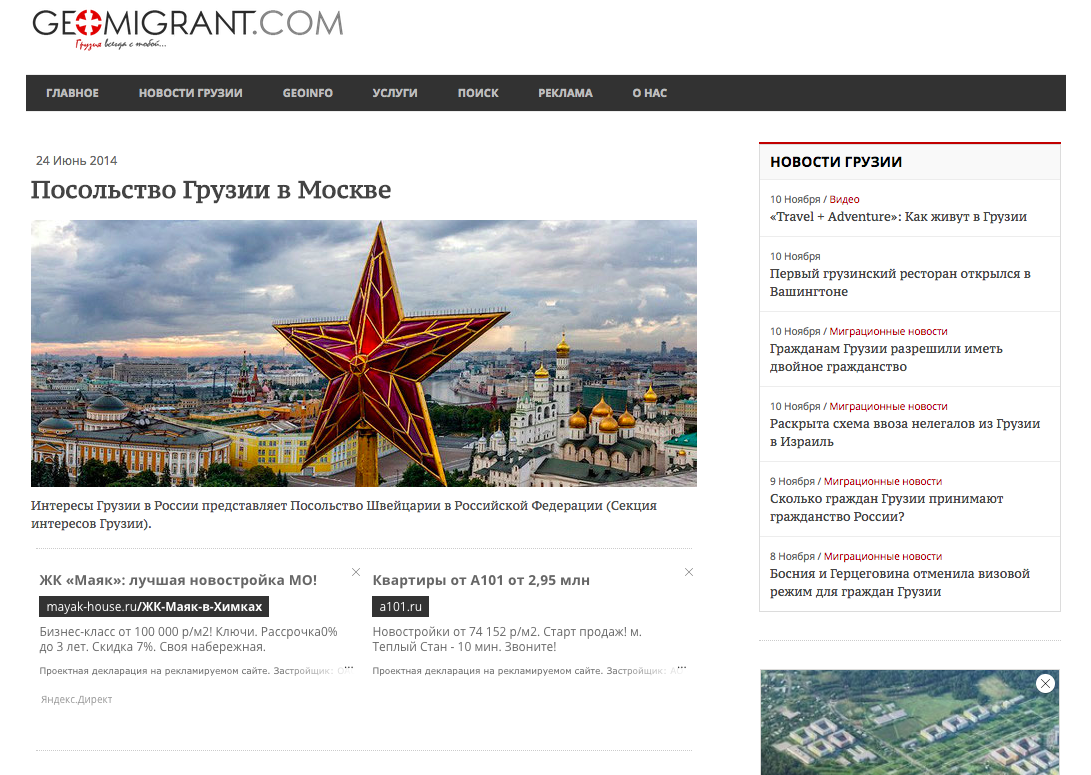 GEOMIGRANT.COM
Грузия всегда с тобой...
ГЛАВНОЕ НОВОСТИ ГРУЗИИ GEOINFO УСЛУГИ ПОИСК РЕКЛАМА О НАС
24 Июнь 2014
Посольство Грузии в Москве
Интересы Грузии в России представляет Посольство Швейцарии в Российской Федерации (Секция
интересов Грузии).
ЖК «Маяк»: лучшая новостройка МО!
mayak-house.ru/ЖК-Маяк-в-Химках
Бизнес-класс от 100 000 р/м2! Ключи. Рассрочка0%
до 3 лет. Скидка 7%. Своя набережная.
Проектная декларация на рекламируемом сайте. Застройщик: ...
Квартиры от А101 от 2,95 млн
a101.ru
Новостройки от 74 152 р/м2. Старт продаж! м.
Теплый Стан - 10 мин. Звоните!
Проектная декларация на рекламируемом сайте. Застройщик: ...
Яндекс.Директ
НОВОСТИ ГРУЗИИ
10 Ноября / Видео
«Travel + Adventure»: Как живут в Грузии
10 Ноября
Первый грузинский ресторан открылся в
Вашингтоне
10 Ноября / Миграционные новости
Гражданам Грузии разрешили иметь
двойное гражданство
10 Ноября / Миграционные новости
Раскрыта схема ввоза нелегалов из Грузии
в Израиль
9 Ноября / Миграционные новости
Сколько граждан Грузии принимают
гражданство России?
8 Ноября / Миграционные новости
Босния и Герцеговина отменила визовой
режим для граждан Грузии